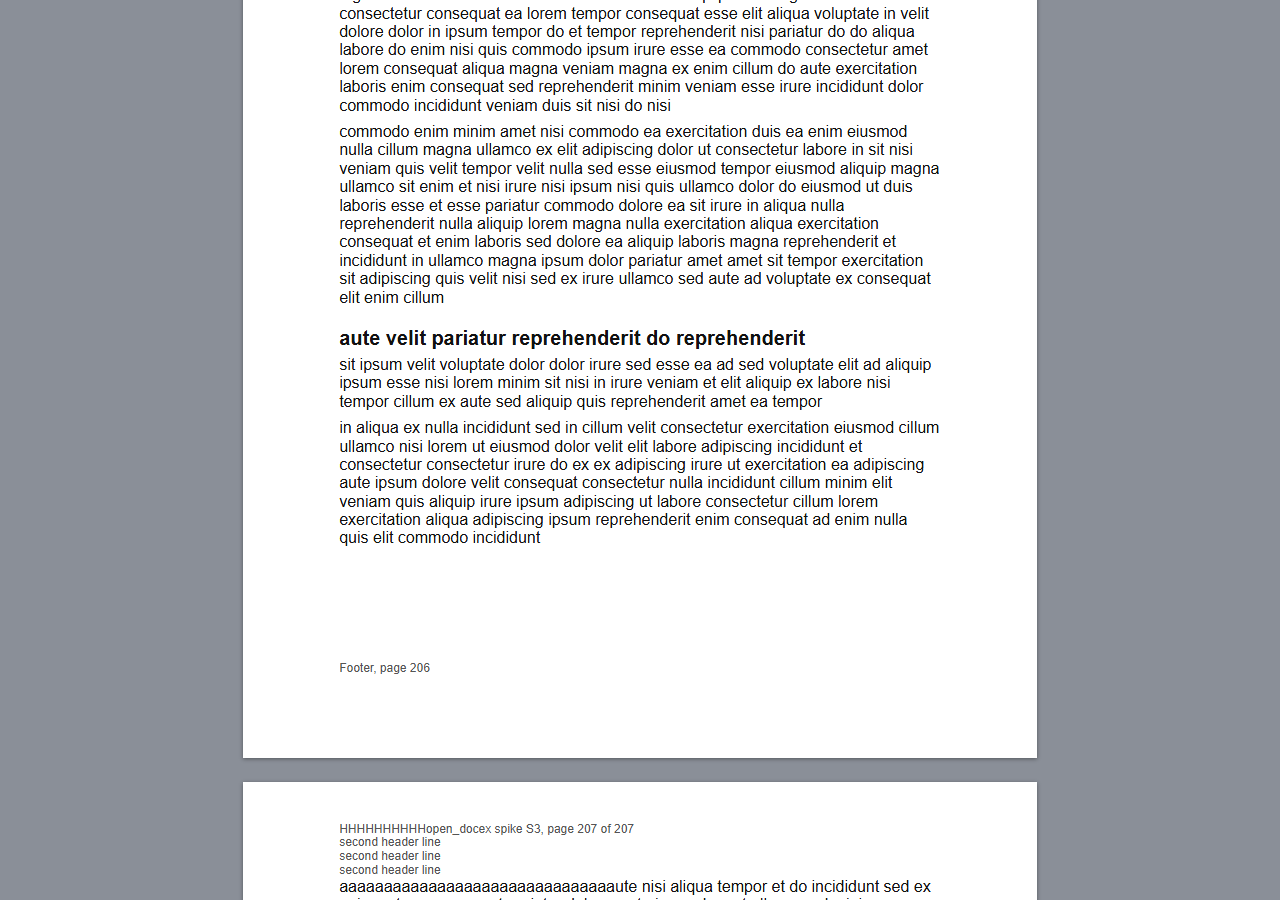 consectetur consequat ea lorem tempor consequat esse elit aliqua voluptate in velit
dolore dolor in ipsum tempor do et tempor reprehenderit nisi pariatur do do aliqua
labore do enim nisi quis commodo ipsum irure esse ea commodo consectetur amet
lorem consequat aliqua magna veniam magna ex enim cillum do aute exercitation
laboris enim consequat sed reprehenderit minim veniam esse irure incididunt dolor
commodo incididunt veniam duis sit nisi do nisi
commodo enim minim amet nisi commodo ea exercitation duis ea enim eiusmod
nulla cillum magna ullamco ex elit adipiscing dolor ut consectetur labore in sit nisi
veniam quis velit tempor velit nulla sed esse eiusmod tempor eiusmod aliquip magna
ullamco sit enim et nisi irure nisi ipsum nisi quis ullamco dolor do eiusmod ut duis
laboris esse et esse pariatur commodo dolore ea sit irure in aliqua nulla
reprehenderit nulla aliquip lorem magna nulla exercitation aliqua exercitation
consequat et enim laboris sed dolore ea aliquip laboris magna reprehenderit et
incididunt in ullamco magna ipsum dolor pariatur amet amet sit tempor exercitation
sit adipiscing quis velit nisi sed ex irure ullamco sed aute ad voluptate ex consequat
elit enim cillum
aute velit pariatur reprehenderit do reprehenderit
sit ipsum velit voluptate dolor dolor irure sed esse ea ad sed voluptate elit ad aliquip
ipsum esse nisi lorem minim sit nisi in irure veniam et elit aliquip ex labore nisi
tempor cillum ex aute sed aliquip quis reprehenderit amet ea tempor
in aliqua ex nulla incididunt sed in cillum velit consectetur exercitation eiusmod cillum
ullamco nisi lorem ut eiusmod dolor velit elit labore adipiscing incididunt et
consectetur consectetur irure do ex ex adipiscing irure ut exercitation ea adipiscing
aute ipsum dolore velit consequat consectetur nulla incididunt cillum minim elit
veniam quis aliquip irure ipsum adipiscing ut labore consectetur cillum lorem
exercitation aliqua adipiscing ipsum reprehenderit enim consequat ad enim nulla
quis elit commodo incididunt
Footer, page 206
HHHHHHHHHopen_docex spike S3, page 207 of 207
second header line
second header line
second header line
aaaaaaaaaaaaaaaaaaaaaaaaaaaaaaaute nisi aliqua tempor et do incididunt sed ex